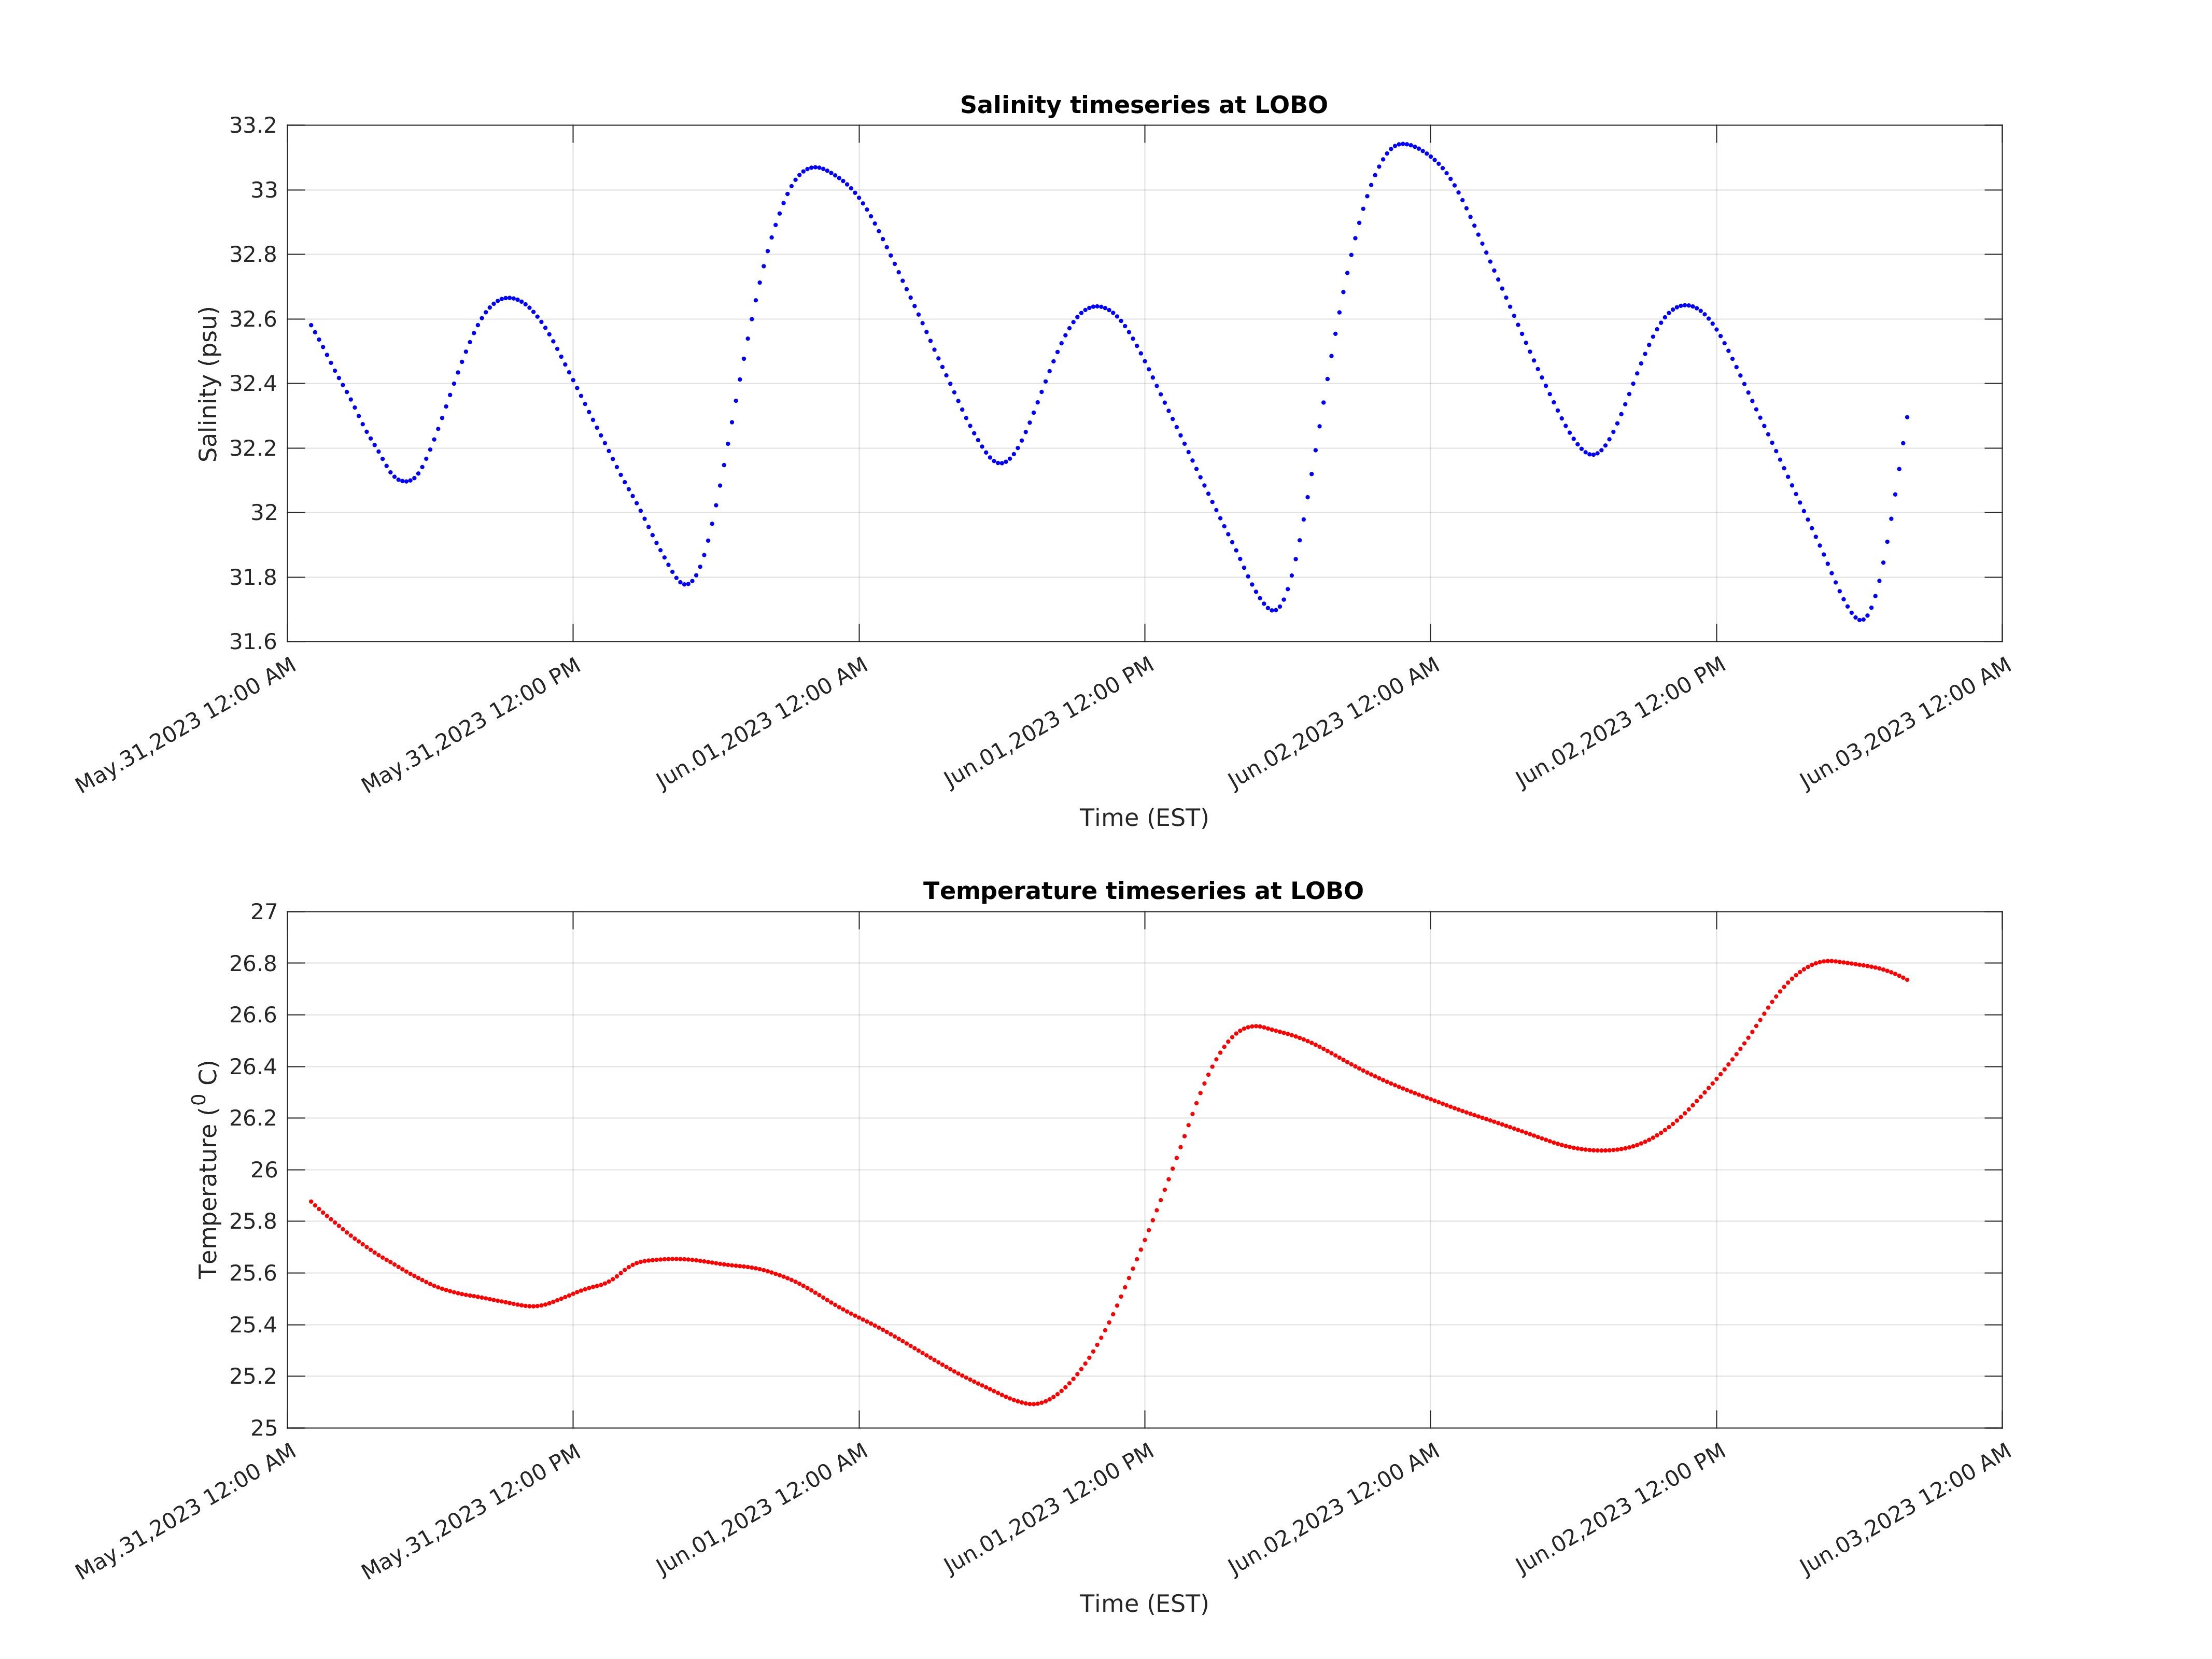 Salinity timeseries at LOBO
33.2
33
32.8
32.6
32.4
32.2
32
31.8
31.6
Salinity (psu)
May.31,2023 12:00 AM
May.31,2023 12:00 PM
Jun.01,2023 12:00 AM
Jun.01,2023 12:00 PM
Jun.02,2023 12:00 AM
Jun.02,2023 12:00 PM
Jun.03,2023 12:00 AM
Time (EST)
Temperature timeseries at LOBO
27
26.8
26.6
26.4
26.2
26
25.8
25.6
25.4
25.2
25
Temperature (⁰ C)
May.31,2023 12:00 AM
May.31,2023 12:00 PM
Jun.01,2023 12:00 AM
Jun.01,2023 12:00 PM
Jun.02,2023 12:00 AM
Jun.02,2023 12:00 PM
Jun.03,2023 12:00 AM
Time (EST)